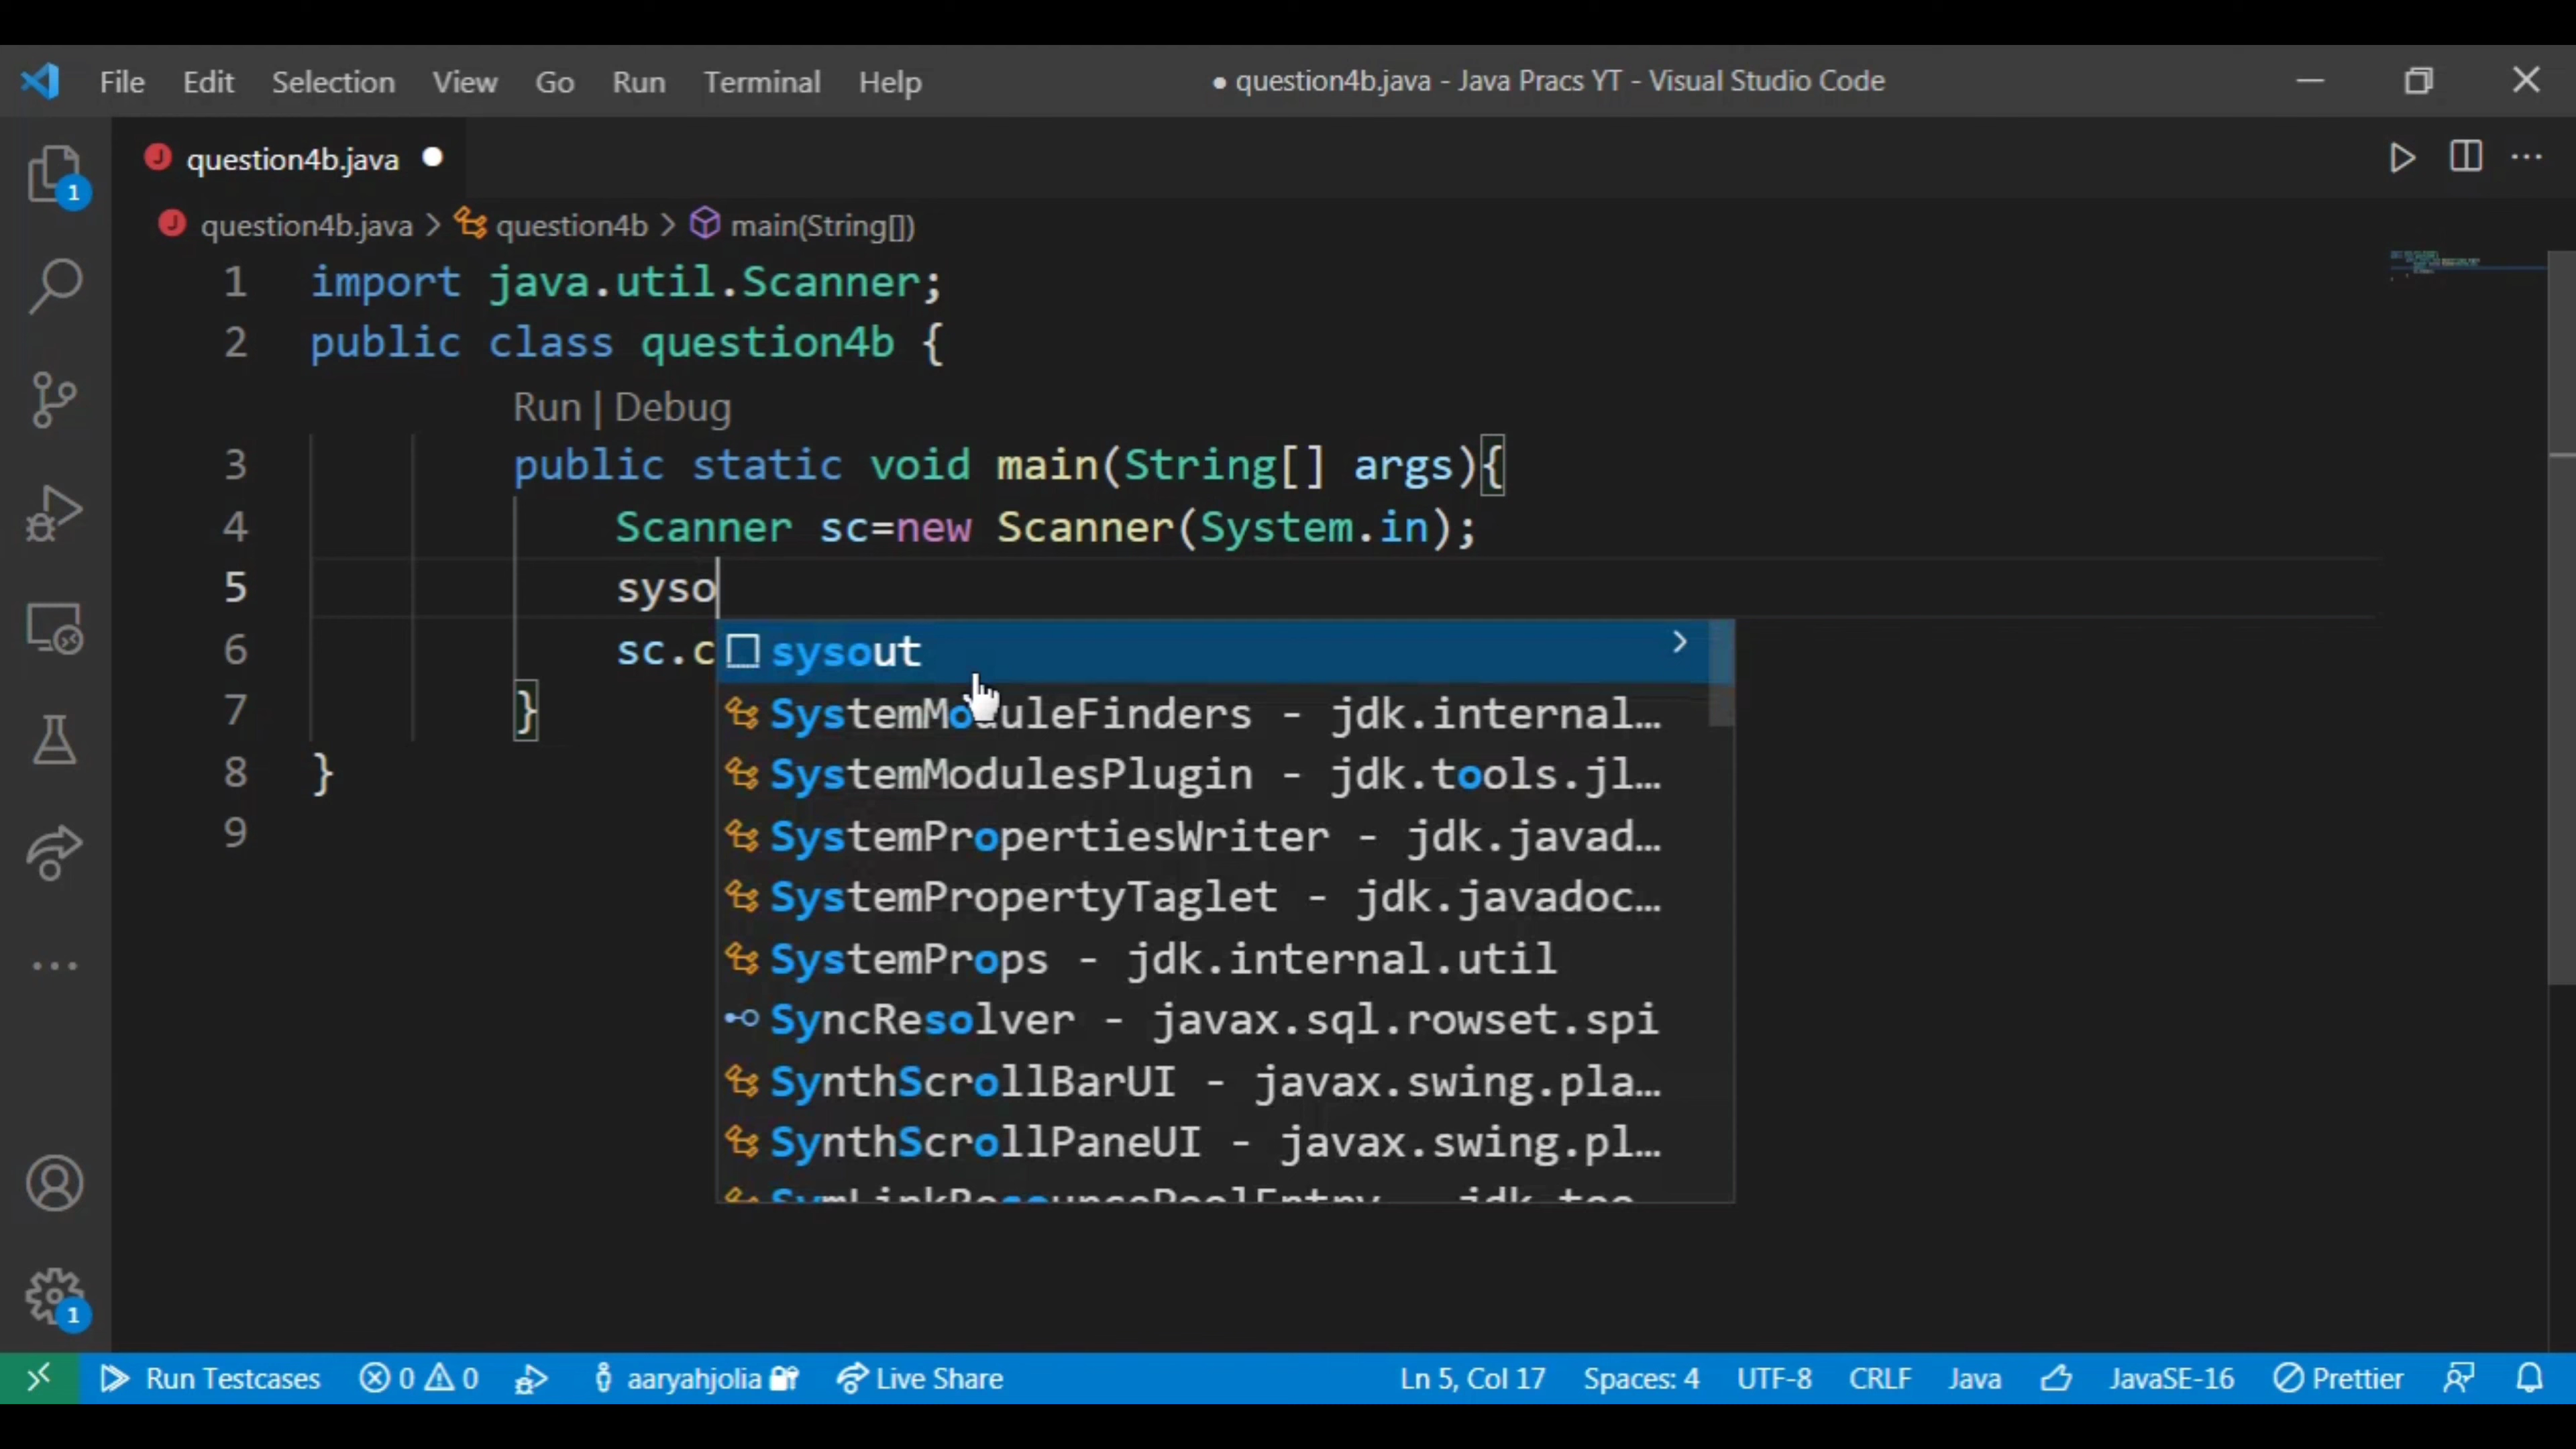 File Edit Selection View Go Run Terminal Help ● question4b.java - Java Pracs YT - Visual Studio Code
J question4b.java ●
J question4b.java > question4b > main(String[])
1 import java.util.Scanner;
2 public class question4b {
Run | Debug
3 public static void main(String[] args){
4 Scanner sc=new Scanner(System.in);
5 syso
6 sc.c
sysout >
7 }
SystemModuleFinders - jdk.internal…
8 }
SystemModulesPlugin - jdk.tools.jl…
9
SystemPropertiesWriter - jdk.javad…
SystemPropertyTaglet - jdk.javadoc…
SystemProps - jdk.internal.util
SyncResolver - javax.sql.rowset.spi
SynthScrollBarUI - javax.swing.pla…
SynthScrollPaneUI - javax.swing.pl…
1
1
Run Testcases 0 0 aaryahjolia Live Share Ln 5, Col 17 Spaces: 4 UTF-8 CRLF Java JavaSE-16 Prettier